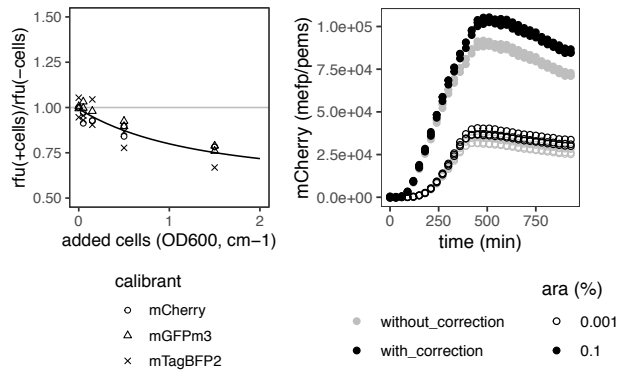 rfu(+cells)/rfu(−cells)
1.50
1.25
1.00
0.75
0.50
0 1 2
added cells (OD600, cm−1)
calibrant
mCherry
mGFPm3
mTagBFP2
mCherry (mefp/pems)
1.0e+05
7.5e+04
5.0e+04
2.5e+04
0.0e+00
0 250 500 750
time (min)
ara (%)
without_correction 0.001
with_correction 0.1